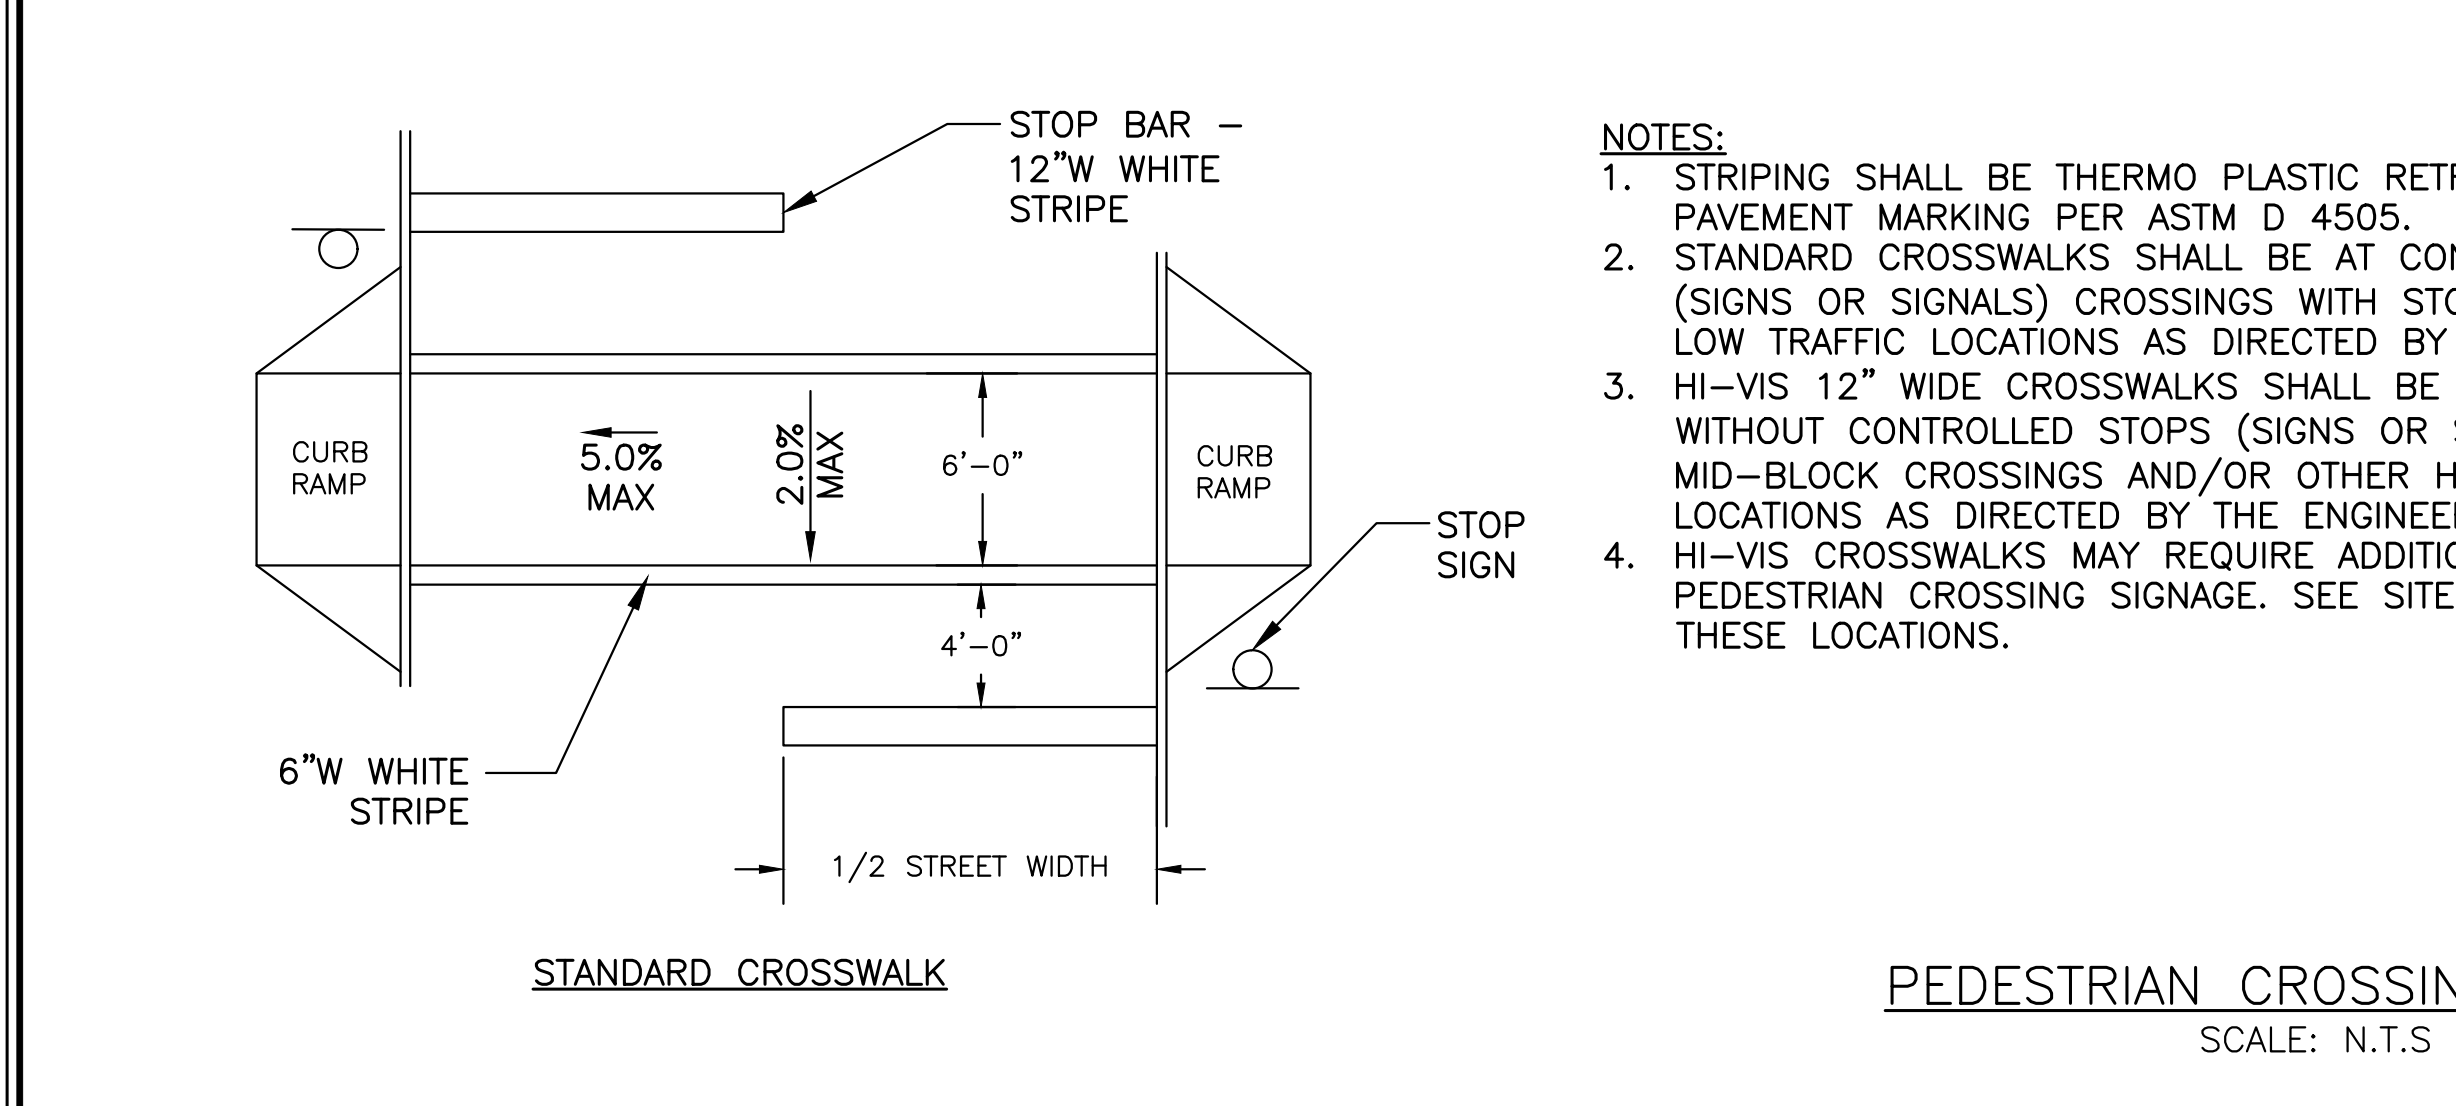 STOP BAR –
12"W WHITE
STRIPE
CURB
RAMP
5.0%
MAX
2.0%
MAX
6'–0"
CURB
RAMP
STOP
SIGN
4'–0"
6"W WHITE
STRIPE
1/2 STREET WIDTH
STANDARD CROSSWALK
NOTES:
1. STRIPING SHALL BE THERMO PLASTIC
PAVEMENT MARKING PER ASTM D 4505.
2. STANDARD CROSSWALKS SHALL BE AT
(SIGNS OR SIGNALS) CROSSINGS WITH
LOW TRAFFIC LOCATIONS AS DIRECTED BY
3. HI–VIS 12" WIDE CROSSWALKS SHALL BE
WITHOUT CONTROLLED STOPS (SIGNS OR
MID–BLOCK CROSSINGS AND/OR OTHER
LOCATIONS AS DIRECTED BY THE
4. HI–VIS CROSSWALKS MAY REQUIRE
PEDESTRIAN CROSSING SIGNAGE. SEE SITE
THESE LOCATIONS.
PEDESTRIAN
SCALE: N.T.S